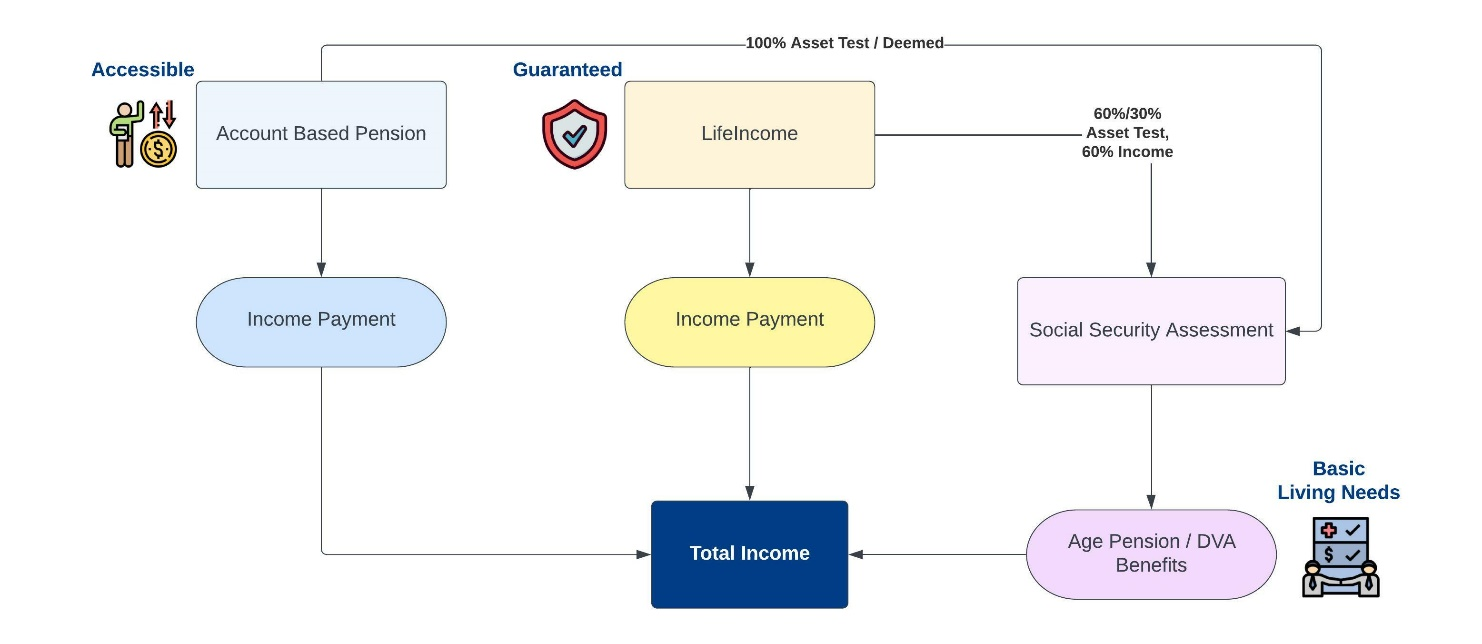 100% Asset Test / Deemed
Accessible
Guaranteed
Account Based Pension
LifeIncome
60%/30%
Asset Test,
60% Income
Income Payment
Income Payment
Social Security Assessment
Basic
Living Needs
Total Income
Age Pension / DVA
Benefits